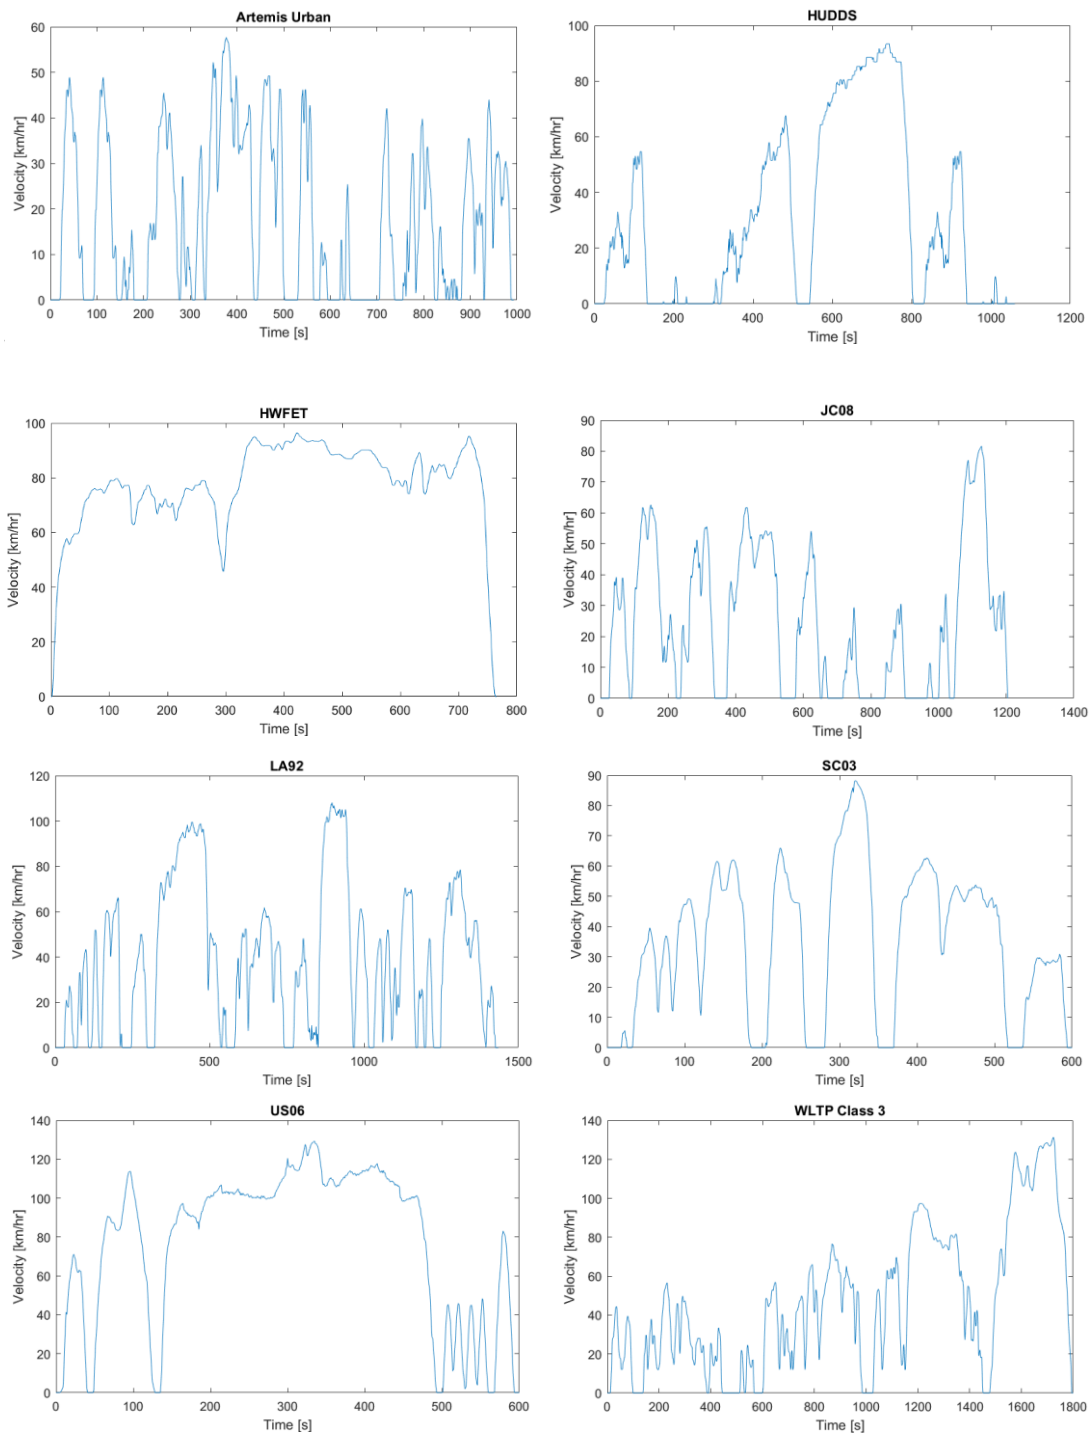 Artemis Urban
Velocity [km/hr]
60
50
40
30
20
10
0
0 100 200 300 400 500 600 700 800 900 1000
Time [s]
HUDDS
Velocity [km/hr]
100
80
60
40
20
0
0 200 400 600 800 1000 1200
Time [s]
HWFET
Velocity [km/hr]
100
80
60
40
20
0
0 100 200 300 400 500 600 700 800
Time [s]
JC08
Velocity [km/hr]
90
80
70
60
50
40
30
20
10
0
0 200 400 600 800 1000 1200 1400
Time [s]
LA92
Velocity [km/hr]
120
100
80
60
40
20
0
0 500 1000 1500
Time [s]
SC03
Velocity [km/hr]
90
80
70
60
50
40
30
20
10
0
0 100 200 300 400 500 600
Time [s]
US06
Velocity [km/hr]
140
120
100
80
60
40
20
0
0 100 200 300 400 500 600
Time [s]
WLTP Class 3
Velocity [km/hr]
140
120
100
80
60
40
20
0
0 200 400 600 800 1000 1200 1400 1600 1800
Time [s]